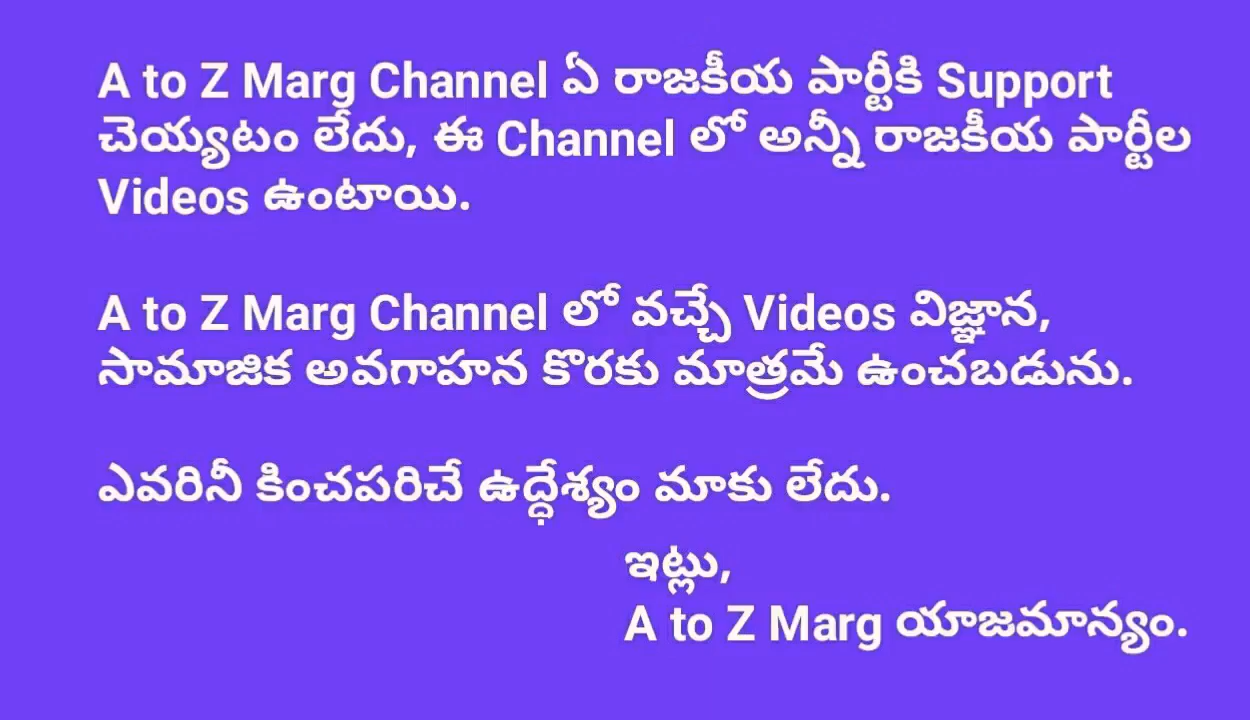 A to Z Marg Channel ఏ రాజకీయ పార్టీకి Support
చెయ్యటం లేదు, ఈ Channel లో అన్నీ రాజకీయ పార్టీల
Videos ఉంటాయి.
A to Z Marg Channel లో వచ్చే Videos విజ్ఞాన,
సామాజిక అవగాహన కొరకు మాత్రమే ఉంచబడును.
ఎవరినీ కించపరిచే ఉద్ధేశ్యం మాకు లేదు.
ఇట్లు,
A to Z Marg యాజమాన్యం.